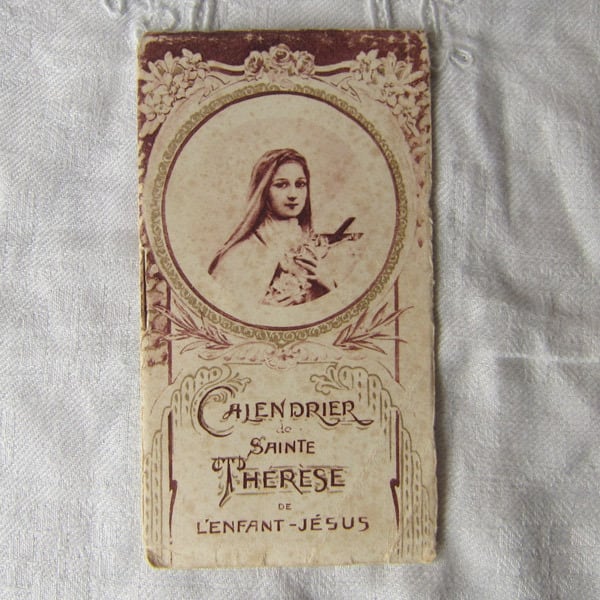 CALENDRIER
de
SAINTE
THÉRÈSE
DE
L'ENFANT-JÉSUS